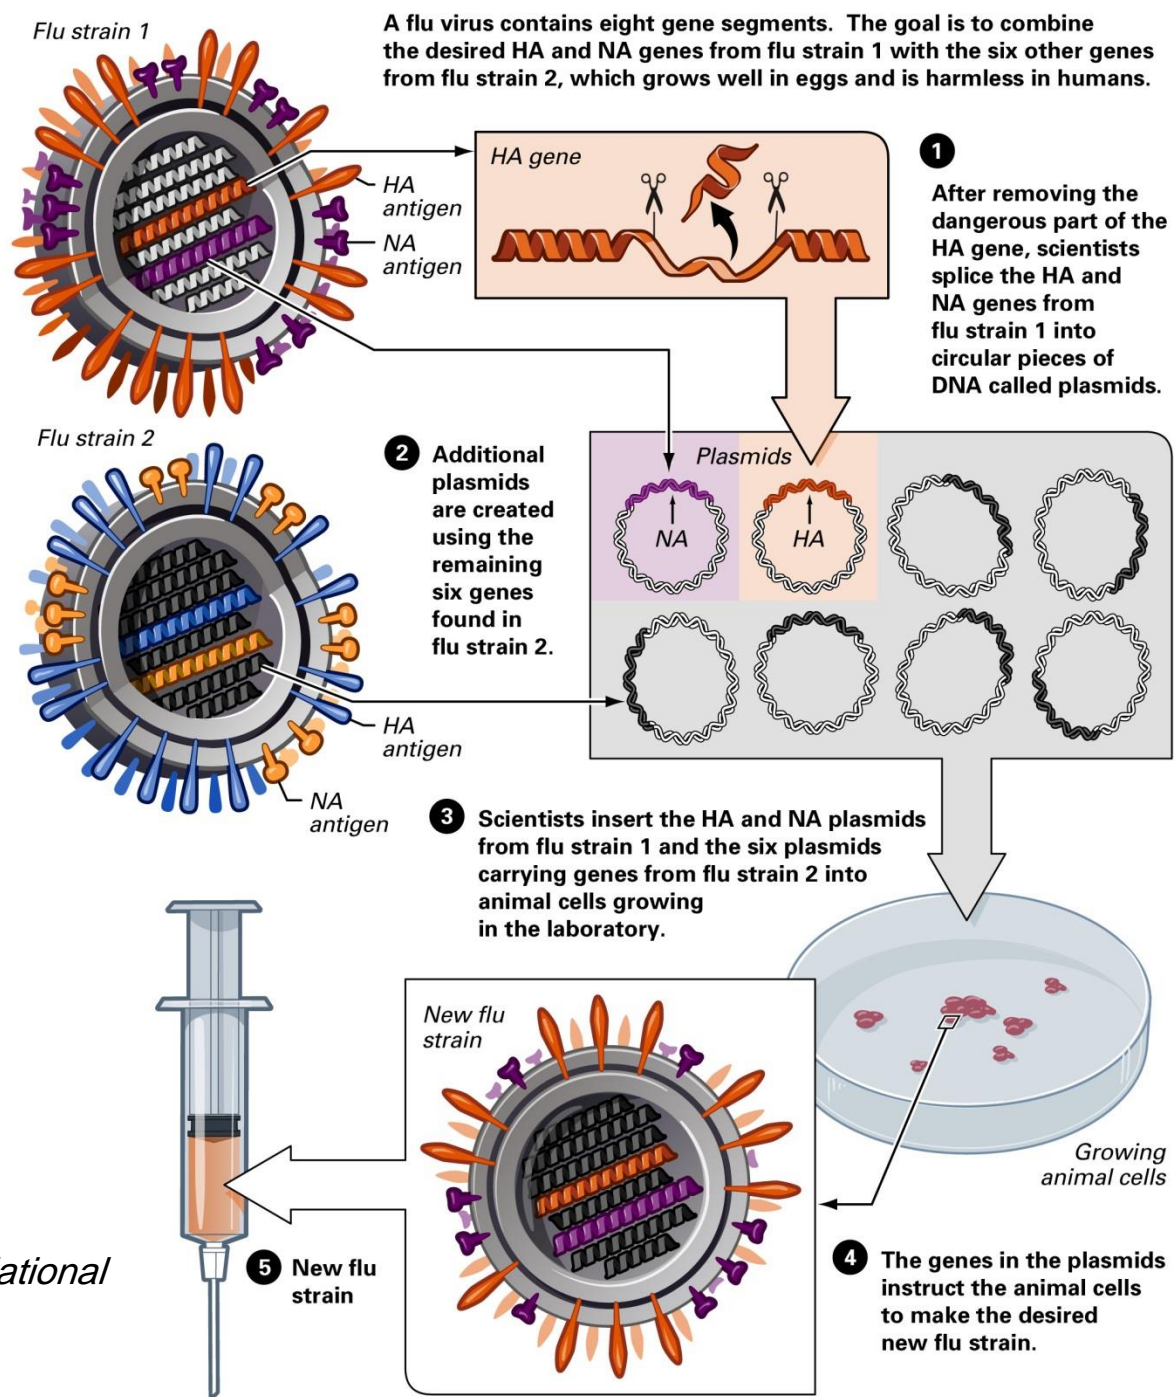 Flu strain 1
A flu virus contains eight gene segments. The goal is to combine
the desired HA and NA genes from flu strain 1 with the six other genes
from flu strain 2, which grows well in eggs and is harmless in humans.
HA gene
HA
antigen
NA
antigen
1
After removing the
dangerous part of the
HA gene, scientists
splice the HA and
NA genes from
flu strain 1 into
circular pieces of
DNA called plasmids.
Flu strain 2
2 Additional
plasmids
are created
using the
remaining
six genes
found in
flu strain 2.
Plasmids
NA
HA
HA
antigen
NA
antigen
3 Scientists insert the HA and NA plasmids
from flu strain 1 and the six plasmids
carrying genes from flu strain 2 into
animal cells growing
in the laboratory.
New flu
strain
Growing
animal cells
4 The genes in the plasmids
instruct the animal cells
to make the desired
new flu strain.
5 New flu
strain
ational